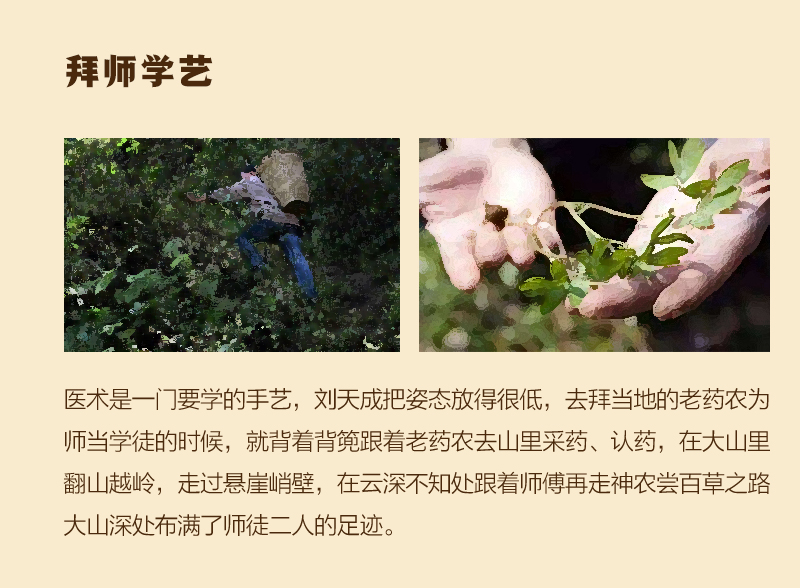 拜师学艺
医术是一门要学的手艺，刘天成把姿态放得很低，去拜当地的老药农为
师当学徒的时候，就背着背篼跟着老药农去山里采药、认药，在大山里
翻山越岭，走过悬崖峭壁，在云深不知处跟着师傅再走神农尝百草之路
大山深处布满了师徒二人的足迹。